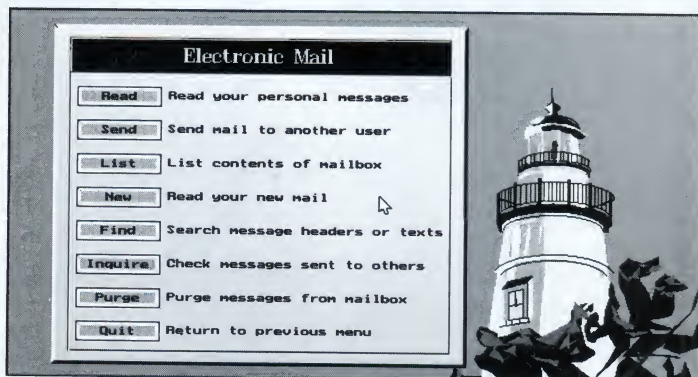 Electronic Mail
Read Read your personal messages
Send Send mail to another user
List List contents of mailbox
New Read your new mail
Find Search message headers or texts
Inquire Check messages sent to others
Purge Purge messages from mailbox
Quit Return to previous menu